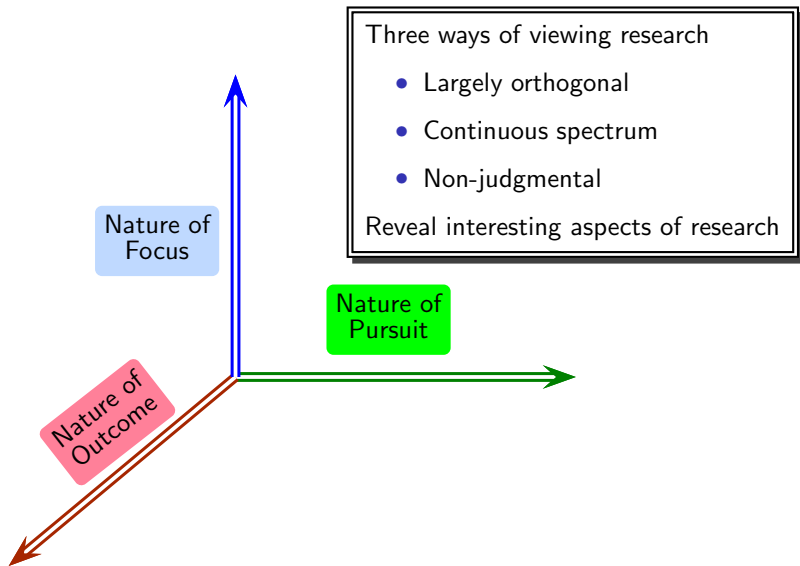 Three ways of viewing research
• Largely orthogonal
• Continuous spectrum
• Non-judgmental
Reveal interesting aspects of research
Nature of
Focus
Nature of
Pursuit
Nature of
Outcome